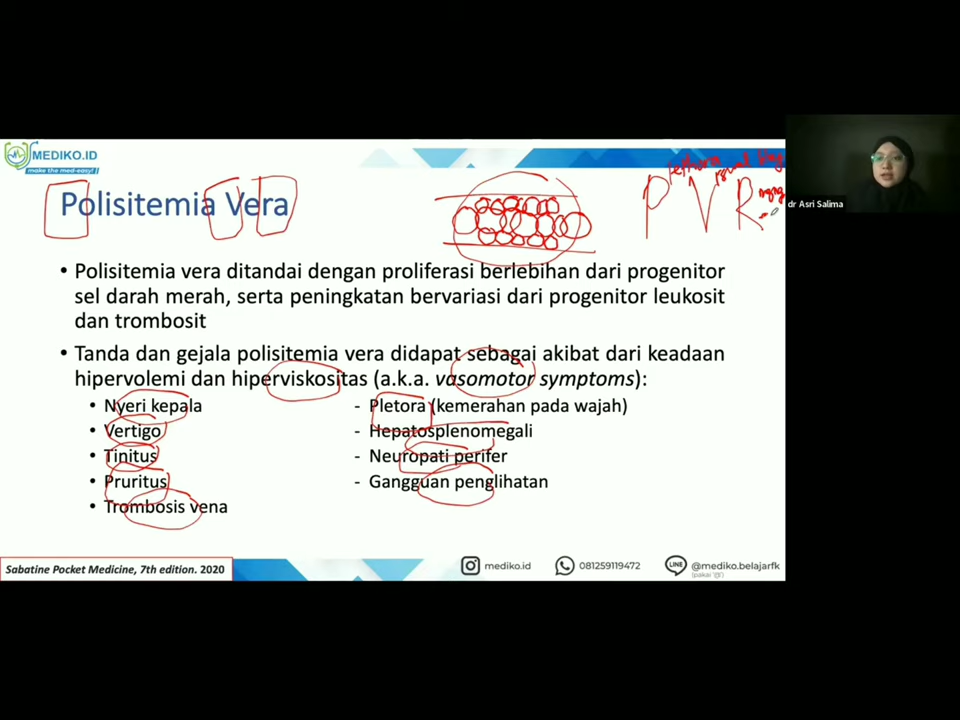 MEDIKO.ID
make the med-easy!
Polisitemia Vera
P V R
dr Asri Salima
• Polisitemia vera ditandai dengan proliferasi berlebihan dari progenitor
sel darah merah, serta peningkatan bervariasi dari progenitor leukosit
dan trombosit
• Tanda dan gejala polisitemia vera didapat sebagai akibat dari keadaan
hipervolemi dan hiperviskositas (a.k.a. vasomotor symptoms):
• Nyeri kepala
• Vertigo
• Tinitus
• Pruritus
• Trombosis vena
- Pletora (kemerahan pada wajah)
- Hepatosplenomegali
- Neuropati perifer
- Gangguan penglihatan
Sabatine Pocket Medicine, 7th edition. 2020
mediko.id
081259119472
LINE
@mediko.belajarfk
(pakai '@')